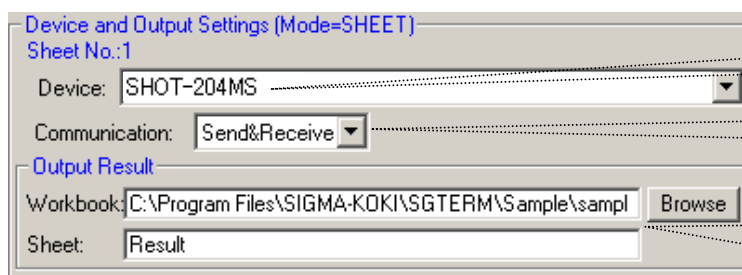 Device and Output Settings (Mode=SHEET)
Sheet No.:1
Device: SHOT-204MS
Communication: Send&Receive
Output Result
Workbook: C:\Program Files\SIGMA-KOKI\SGTERM\Sample\sampl Browse
Sheet: Result